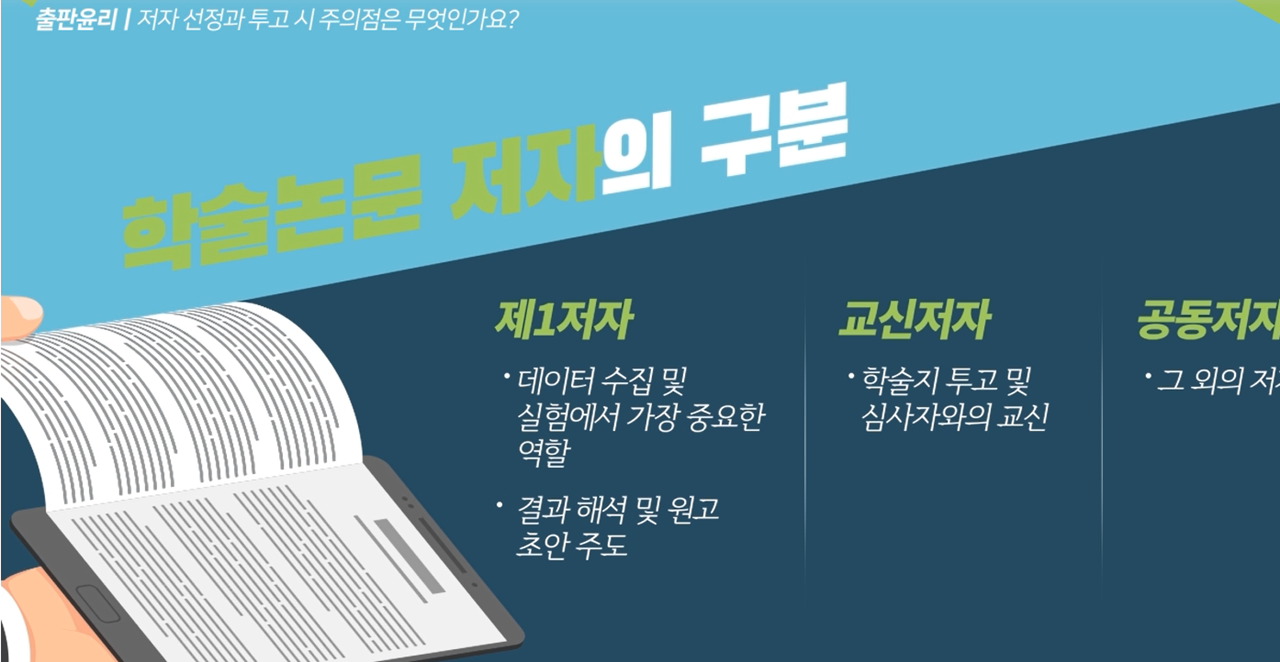 출판윤리 | 저자 선정과 투고 시 주의점은 무엇인가요?
학술논문 저자의 구분
제1저자
• 데이터 수집 및
실험에서 가장 중요한
역할
• 결과 해석 및 원고
초안 주도
교신저자
• 학술지 투고 및
심사자와의 교신
공동저자
• 그 외의